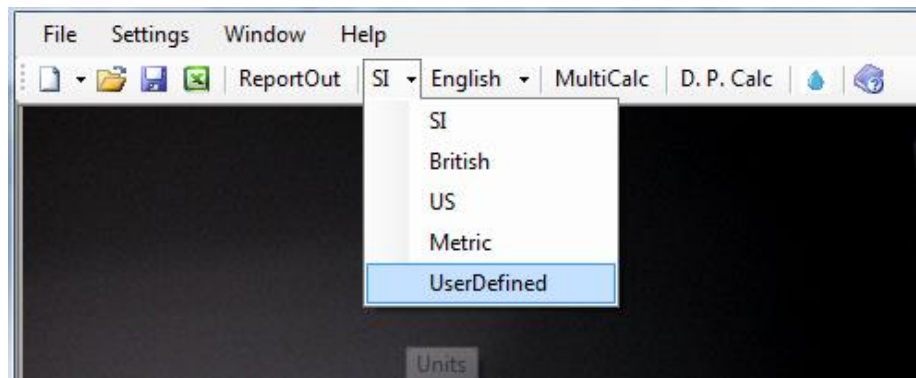 File Settings Window Help
ReportOut SI English MultiCalc D. P. Calc
SI
British
US
Metric
UserDefined
Units